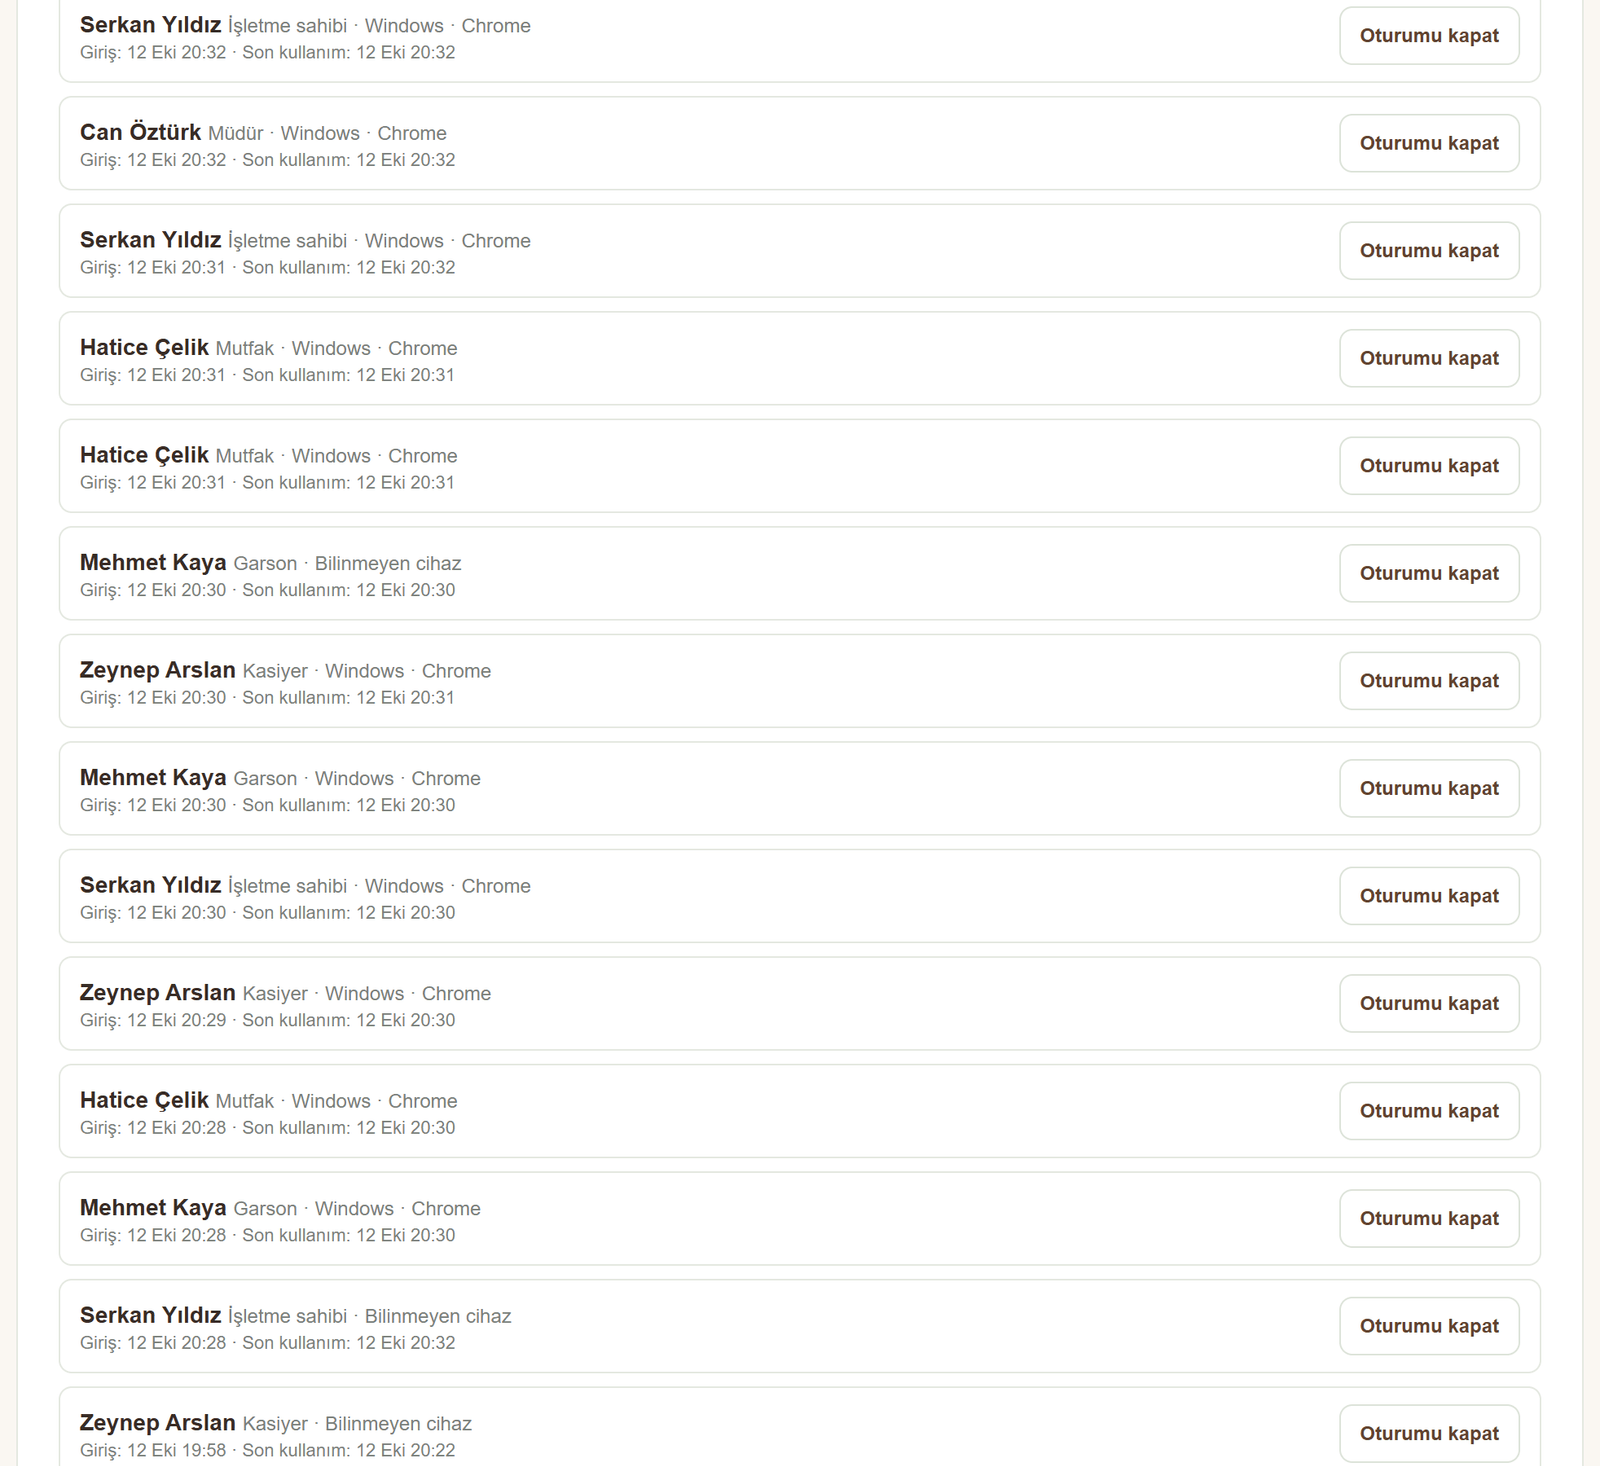 Serkan Yıldız İşletme sahibi · Windows · Chrome
Giriş: 12 Eki 20:32 · Son kullanım: 12 Eki 20:32
Oturumu kapat
Can Öztürk Müdür · Windows · Chrome
Giriş: 12 Eki 20:32 · Son kullanım: 12 Eki 20:32
Oturumu kapat
Serkan Yıldız İşletme sahibi · Windows · Chrome
Giriş: 12 Eki 20:31 · Son kullanım: 12 Eki 20:32
Oturumu kapat
Hatice Çelik Mutfak · Windows · Chrome
Giriş: 12 Eki 20:31 · Son kullanım: 12 Eki 20:31
Oturumu kapat
Hatice Çelik Mutfak · Windows · Chrome
Giriş: 12 Eki 20:31 · Son kullanım: 12 Eki 20:31
Oturumu kapat
Mehmet Kaya Garson · Bilinmeyen cihaz
Giriş: 12 Eki 20:30 · Son kullanım: 12 Eki 20:30
Oturumu kapat
Zeynep Arslan Kasiyer · Windows · Chrome
Giriş: 12 Eki 20:30 · Son kullanım: 12 Eki 20:31
Oturumu kapat
Mehmet Kaya Garson · Windows · Chrome
Giriş: 12 Eki 20:30 · Son kullanım: 12 Eki 20:30
Oturumu kapat
Serkan Yıldız İşletme sahibi · Windows · Chrome
Giriş: 12 Eki 20:30 · Son kullanım: 12 Eki 20:30
Oturumu kapat
Zeynep Arslan Kasiyer · Windows · Chrome
Giriş: 12 Eki 20:29 · Son kullanım: 12 Eki 20:30
Oturumu kapat
Hatice Çelik Mutfak · Windows · Chrome
Giriş: 12 Eki 20:28 · Son kullanım: 12 Eki 20:30
Oturumu kapat
Mehmet Kaya Garson · Windows · Chrome
Giriş: 12 Eki 20:28 · Son kullanım: 12 Eki 20:30
Oturumu kapat
Serkan Yıldız İşletme sahibi · Bilinmeyen cihaz
Giriş: 12 Eki 20:28 · Son kullanım: 12 Eki 20:32
Oturumu kapat
Zeynep Arslan Kasiyer · Bilinmeyen cihaz
Giriş: 12 Eki 19:58 · Son kullanım: 12 Eki 20:22
Oturumu kapat